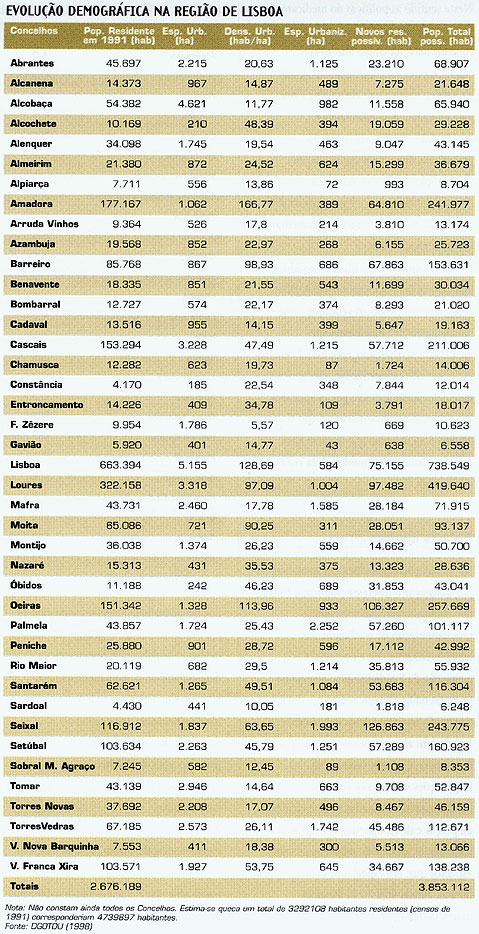 EVOLUÇÃO DEMOGRÁFICA NA REGIÃO DE LISBOA
Concelhos Pop. Residente em 1991 (hab) Esp. Urb. (ha) Dens. Urb. (hab/ha) Esp. Urbaniz. (ha) Novos res. possiv. (hab) Pop. Total poss. (hab)
Abrantes 45.697 2.215 20,63 1.125 23.210 68.907
Alcanena 14.373 967 14,87 489 7.275 21.648
Alcobaça 54.382 4.621 11,77 982 11.558 65.940
Alcochete 10.169 210 48,39 394 19.059 29.228
Alenquer 34.098 1.745 19,54 463 9.047 43.145
Almeirim 21.380 872 24,52 624 15.299 36.679
Alpiarça 7.711 556 13,86 72 993 8.704
Amadora 177.167 1.062 166,77 389 64.810 241.977
Arruda Vinhos 9.364 526 17,8 214 3.810 13.174
Azambuja 19.568 852 22,97 268 6.155 25.723
Barreiro 85.768 867 98,93 686 67.863 153.631
Benavente 18.335 851 21,55 543 11.699 30.034
Bombarral 12.727 574 22,17 374 8.293 21.020
Cadaval 13.516 955 14,15 399 5.647 19.163
Cascais 153.294 3.228 47,49 1.215 57.712 211.006
Chamusca 12.282 623 19,73 87 1.724 14.006
Constância 4.170 185 22,54 348 7.844 12.014
Entroncamento 14.226 409 34,78 109 3.791 18.017
F. Zêzere 9.954 1.786 5,57 120 669 10.623
Gavião 5.920 401 14,77 43 638 6.558
Lisboa 663.394 5.155 128,69 584 75.155 738.549
Loures 322.158 3.318 97,09 1.004 97.482 419.640
Mafra 43.731 2.460 17,78 1.585 28.184 71.915
Moita 65.086 721 90,25 311 28.051 93.137
Montijo 36.038 1.374 26,23 559 14.662 50.700
Nazaré 15.313 431 35,53 375 13.323 28.636
Óbidos 11.188 242 46,23 689 31.853 43.041
Oeiras 151.342 1.328 113,96 933 106.327 257.669
Palmela 43.857 1.724 25,43 2.252 57.260 101.117
Peniche 25.880 901 28,72 596 17.112 42.992
Rio Maior 20.119 682 29,5 1.214 35.813 55.932
Santarém 62.621 1.265 49,51 1.084 53.683 116.304
Sardoal 4.430 441 10,05 181 1.818 6.248
Seixal 116.912 1.837 63,65 1.993 126.863 243.775
Setúbal 103.634 2.263 45,79 1.251 57.289 160.923
Sobral M. Agraço 7.245 582 12,45 89 1.108 8.353
Tomar 43.139 2.946 14,64 663 9.708 52.847
Torres Novas 37.692 2.208 17,07 496 8.467 46.159
TorresVedras 67.185 2.573 26,11 1.742 45.486 112.671
V. Nova Barquinha 7.553 411 18,38 300 5.513 13.066
V. Franca Xira 103.571 1.927 53,75 645 34.667 138.238
Totais 2.676.189 3.853.112
Nota: Não constam ainda todos os Concelhos. Estima-se queca um total de 3292108 habitantes residentes (censos de
1991) corresponderiam 4739897 habitantes.
Fonte: DGOTDU (1998)